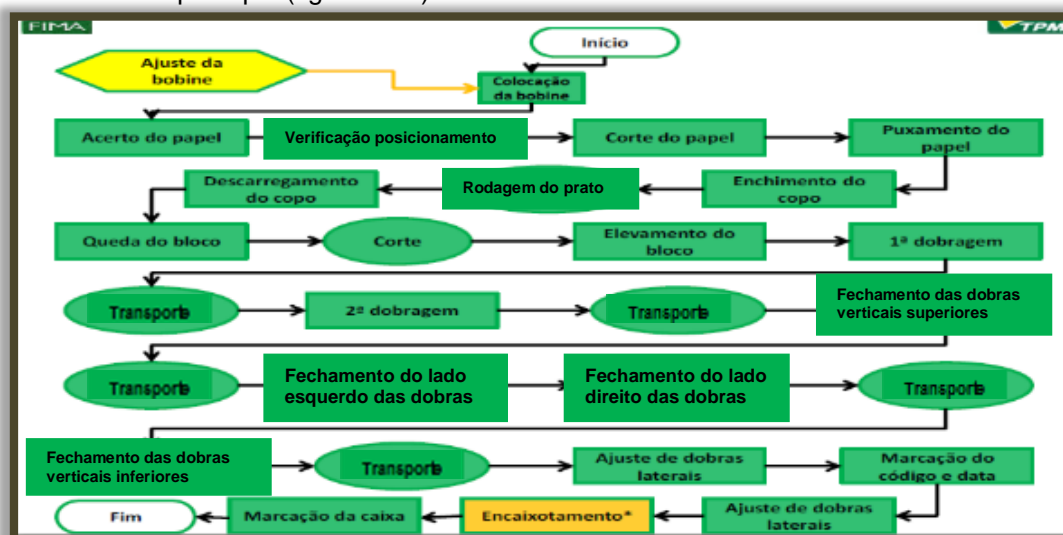 FIMA
TPM
Início
Ajuste da
bobine
Colocação
da bobine
Acerto do papel
Verificação posicionamento
Corte do papel
Puxamento do
papel
Descarregamento
do copo
Rodagem do prato
Enchimento do
copo
Queda do bloco
Corte
Elevamento do
bloco
1ª dobragem
Transporte
2ª dobragem
Transporte
Fechamento das dobras
verticais superiores
Transporte
Fechamento do lado
esquerdo das dobras
Fechamento do lado
direito das dobras
Transporte
Fechamento das dobras
verticais inferiores
Transporte
Ajuste de dobras
laterais
Marcação do
código e data
Fim
Marcação da caixa
Encaixotamento*
Ajuste de dobras
laterais